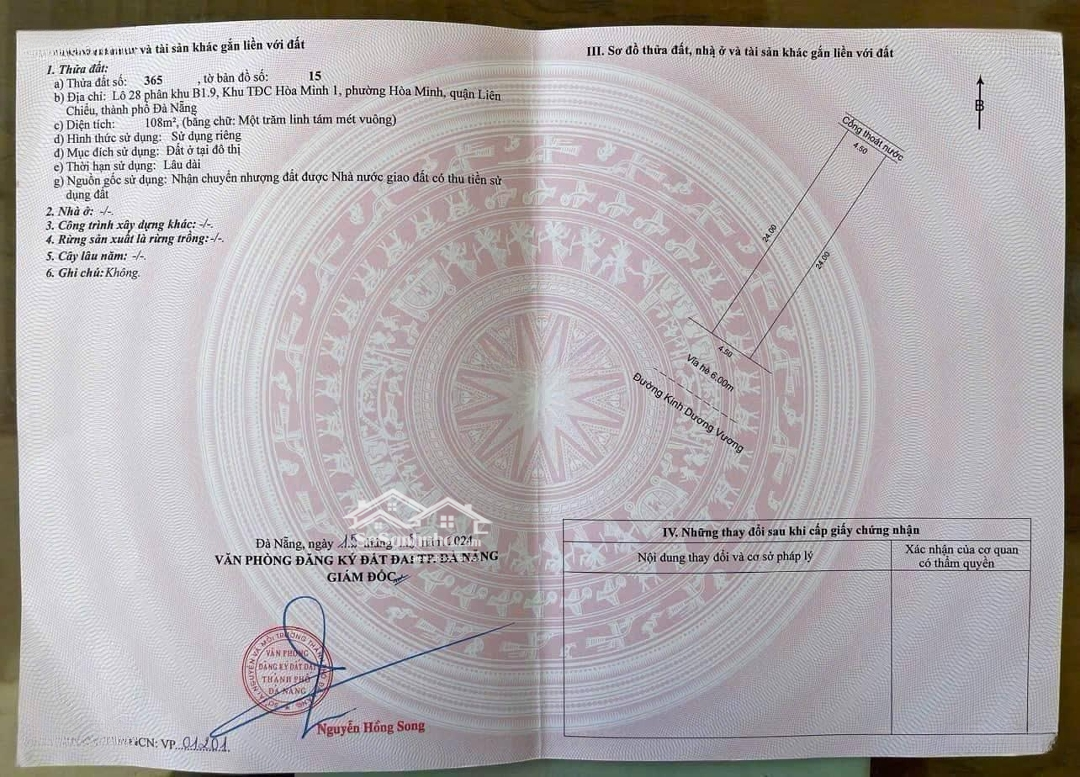 và tài sản khác gắn liền với đất
1. Thửa đất:
a) Thửa đất số: 365 , tờ bản đồ số: 15
b) Địa chỉ: Lô 28 phân khu B1.9, Khu TĐC Hòa Minh 1, phường Hòa Minh, quận Liên
Chiểu, thành phố Đà Nẵng
c) Diện tích: 108m², (bằng chữ: Một trăm linh tám mét vuông)
d) Hình thức sử dụng: Sử dụng riêng
đ) Mục đích sử dụng: Đất ở tại đô thị
e) Thời hạn sử dụng: Lâu dài
g) Nguồn gốc sử dụng: Nhận chuyển nhượng đất được Nhà nước giao đất có thu tiền sử
dụng đất
2. Nhà ở: -/-.
3. Công trình xây dựng khác: -/-.
4. Rừng sản xuất là rừng trồng: -/-.
5. Cây lâu năm: -/-.
6. Ghi chú: Không.
Đà Nẵng, ngày
VĂN PHÒNG ĐĂNG KÝ ĐẤT ĐAI TP. ĐÀ NẴNG
GIÁM ĐỐC
VĂN PHÒNG
ĐĂNG KÝ ĐẤT ĐAI
THÀNH PHỐ
ĐÀ NẴNG
Nguyễn Hồng Song
CN: VP 01201
III. Sơ đồ thửa đất, nhà ở và tài sản khác gắn liền với đất
B
Cống thoát nước
4.50
24.00
24.00
4.50
Vỉa hè 6.00m
Đường Kinh Dương Vương
IV. Những thay đổi sau khi cấp giấy chứng nhận
Nội dung thay đổi và cơ sở pháp lý
Xác nhận của cơ quan
có thẩm quyền